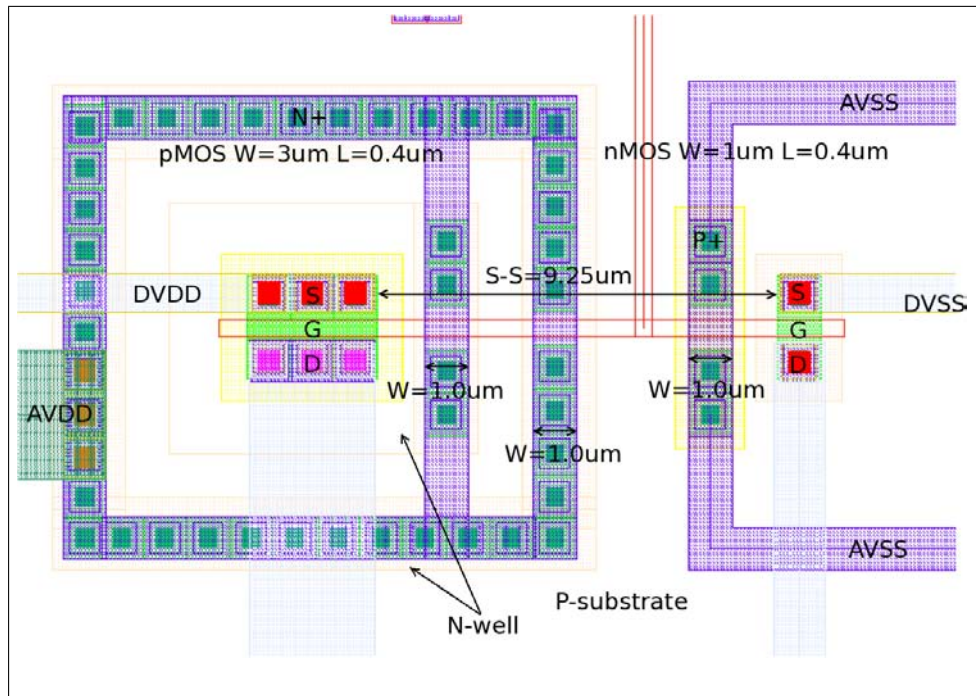 AVSS
N+
pMOS W=3um L=0.4um
nMOS W=1um L=0.4um
P+
S-S=9.25um
DVDD
S
S
DVSS
G
G
D
D
W=1.0um
W=1.0um
AVDD
W=1.0um
AVSS
P-substrate
N-well